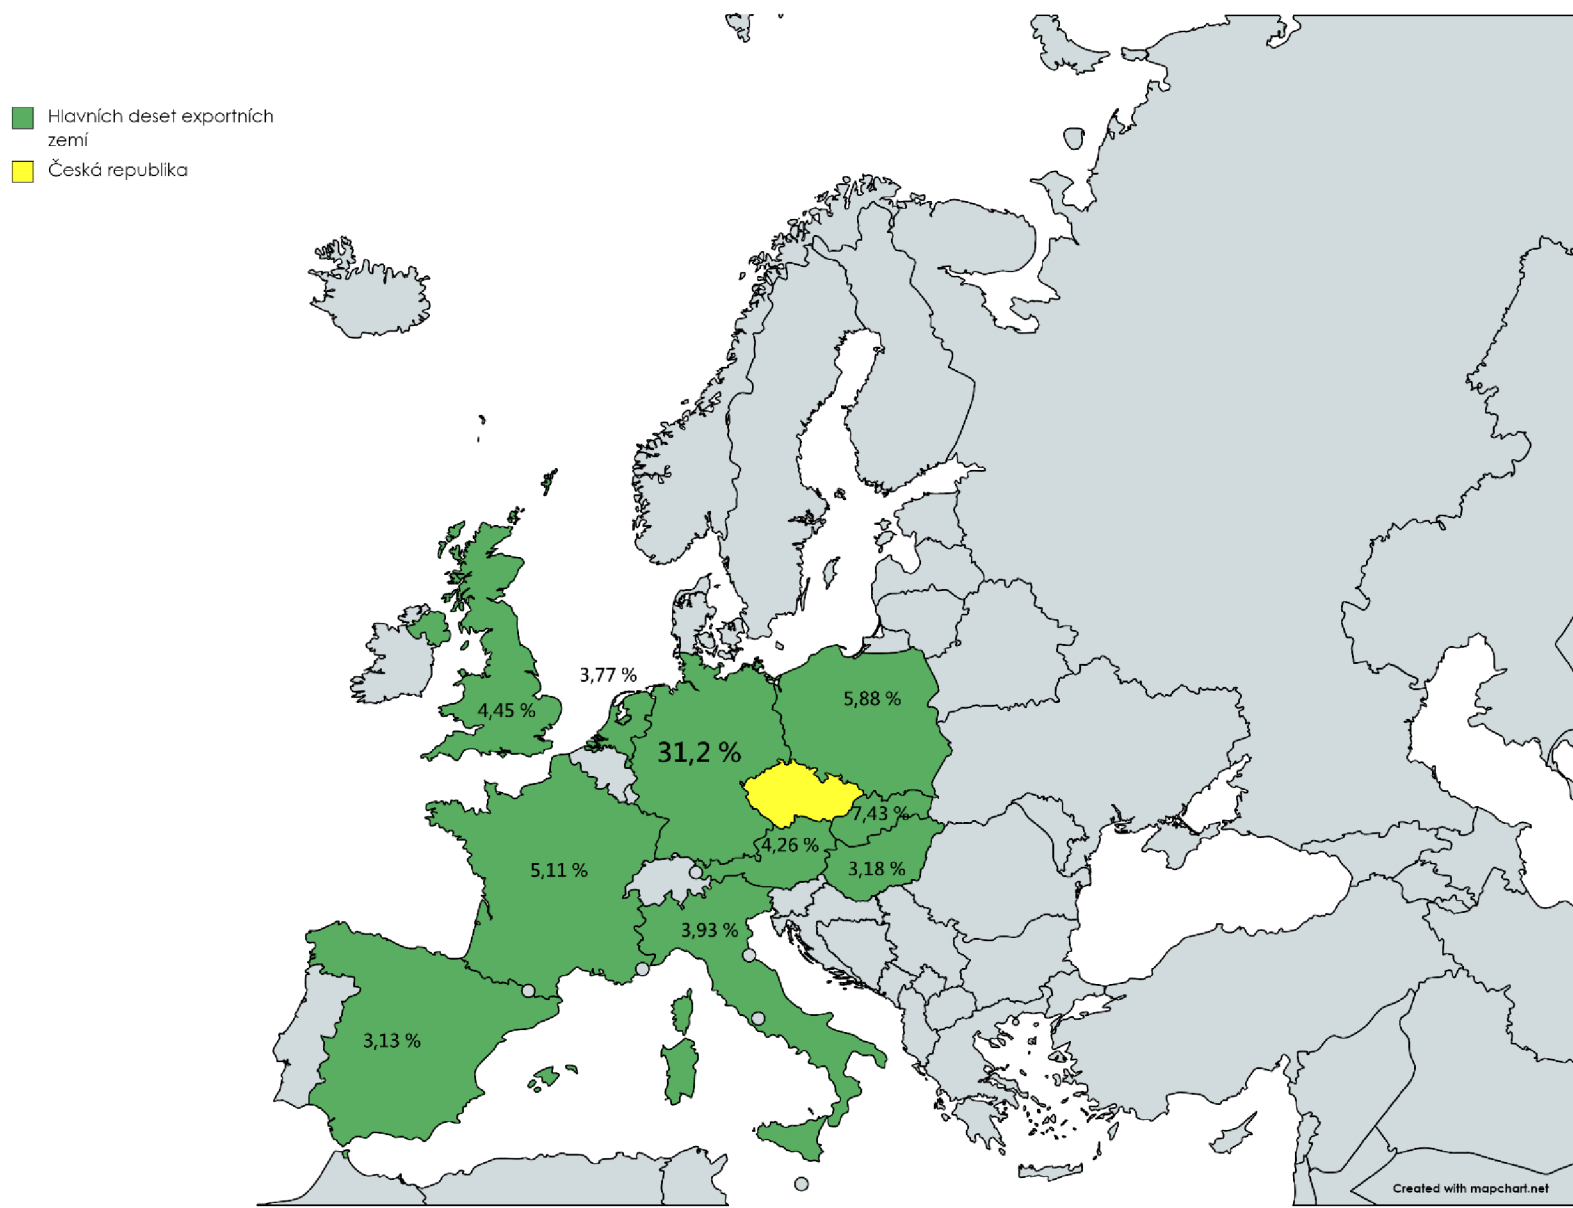 Hlavních deset exportních
zemí
Česká republika
3,77 %
5,88 %
4,45 %
31,2 %
7,43 %
4,26 %
5,11 %
3,18 %
3,93 %
3,13 %
Created with mapchart.net